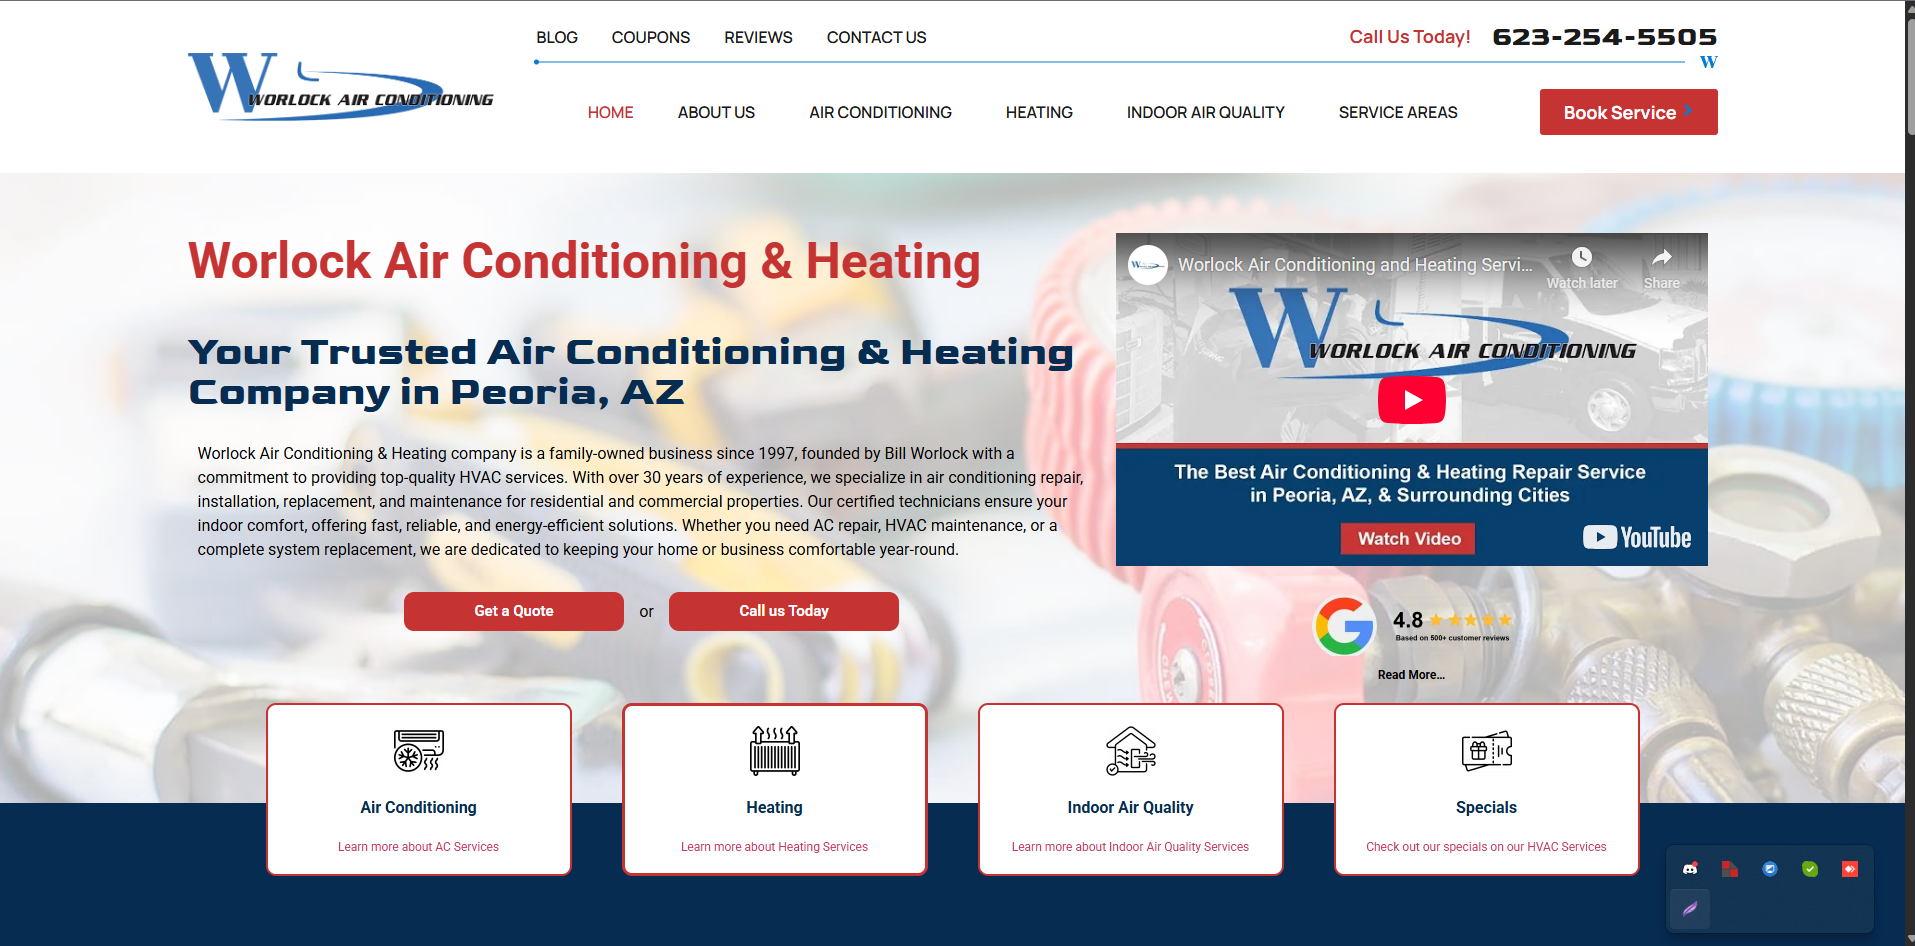 BLOG COUPONS REVIEWS CONTACT US
Call Us Today! 623-254-5505
W
W
WORLOCK AIR CONDITIONING
HOME ABOUT US AIR CONDITIONING HEATING INDOOR AIR QUALITY SERVICE AREAS Book Service
Worlock Air Conditioning & Heating
Your Trusted Air Conditioning & Heating
Company in Peoria, AZ
Worlock Air Conditioning & Heating company is a family-owned business since 1997, founded by Bill Worlock with a
commitment to providing top-quality HVAC services. With over 30 years of experience, we specialize in air conditioning repair,
installation, replacement, and maintenance for residential and commercial properties. Our certified technicians ensure your
indoor comfort, offering fast, reliable, and energy-efficient solutions. Whether you need AC repair, HVAC maintenance, or a
complete system replacement, we are dedicated to keeping your home or business comfortable year-round.
Get a Quote or Call us Today
Worlock Air Conditioning and Heating Servi...
Watch later Share
W
WORLOCK AIR CONDITIONING
The Best Air Conditioning & Heating Repair Service
in Peoria, AZ, & Surrounding Cities
Watch Video
YouTube
4.8
Based on 500+ customer reviews
Read More...
Air Conditioning
Learn more about AC Services
Heating
Learn more about Heating Services
Indoor Air Quality
Learn more about Indoor Air Quality Services
Specials
Check out our specials on our HVAC Services